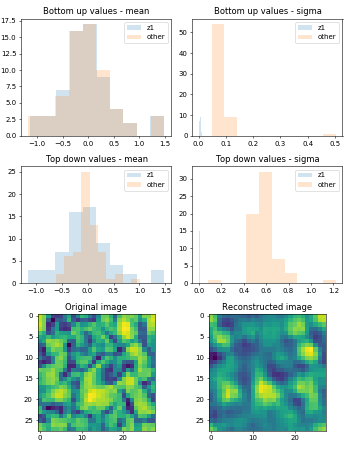 Bottom up values - mean
Bottom up values - sigma
17.5
15.0
12.5
10.0
7.5
5.0
2.5
0.0
−1.0 −0.5 0.0 0.5 1.0 1.5
z1
other
50
40
30
20
10
0
0.0 0.1 0.2 0.3 0.4 0.5
z1
other
Top down values - mean
Top down values - sigma
25
20
15
10
5
0
−1.0 −0.5 0.0 0.5 1.0 1.5
z1
other
30
20
10
0
0.0 0.2 0.4 0.6 0.8 1.0 1.2
z1
other
Original image
Reconstructed image
0
5
10
15
20
25
0 10 20
0
5
10
15
20
25
0 10 20